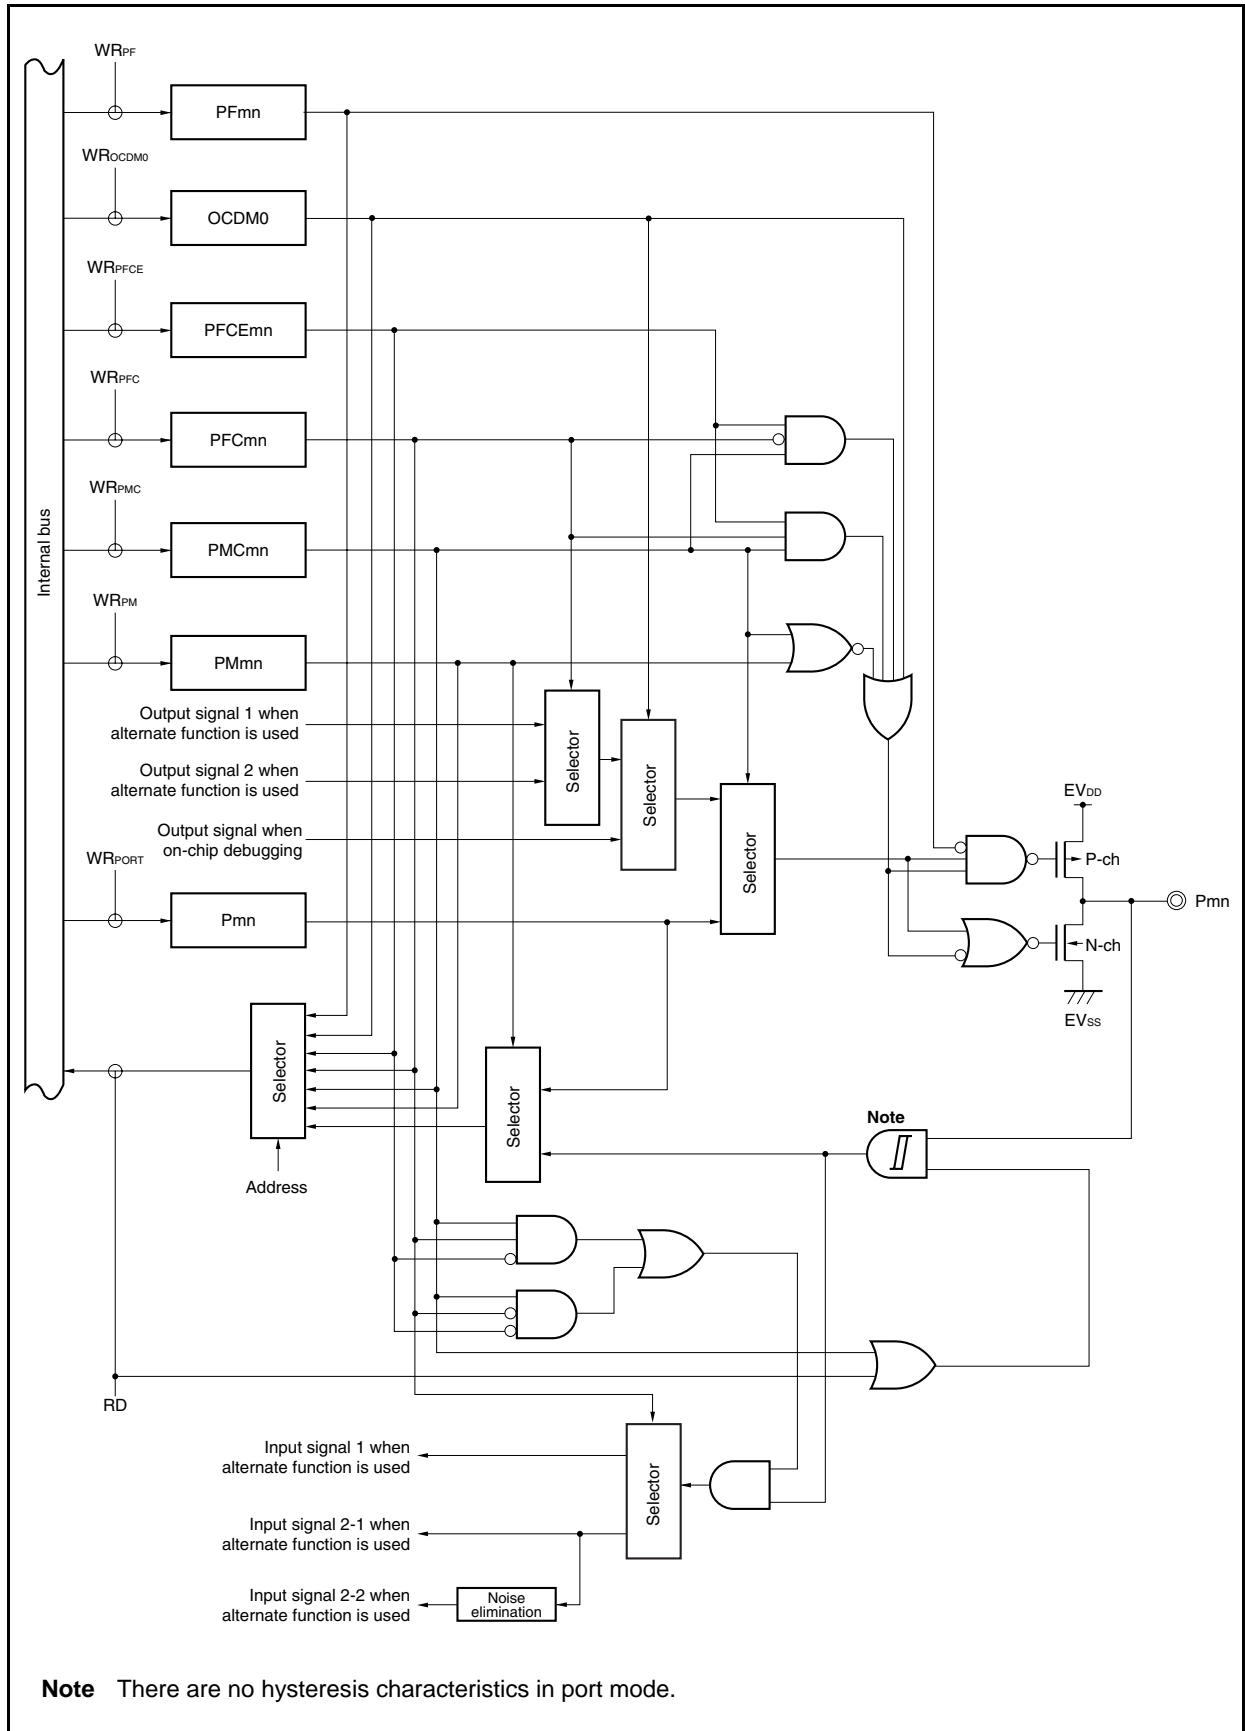 WRPF
PFmn
WROCDM0
OCDM0
WRPFCE
PFCEmn
WRPFC
PFCmn
WRPMC
PMCmn
WRPM
PMmn
Internal bus
Output signal 1 when
alternate function is used
Output signal 2 when
alternate function is used
Output signal when
on-chip debugging
Selector
Selector
Selector
WRPORT
Pmn
EVDD
P-ch
Pmn
N-ch
EVSS
Selector
Selector
Address
Note
RD
Input signal 1 when
alternate function is used
Input signal 2-1 when
alternate function is used
Input signal 2-2 when
alternate function is used
Selector
Noise
elimination
Note There are no hysteresis characteristics in port mode.